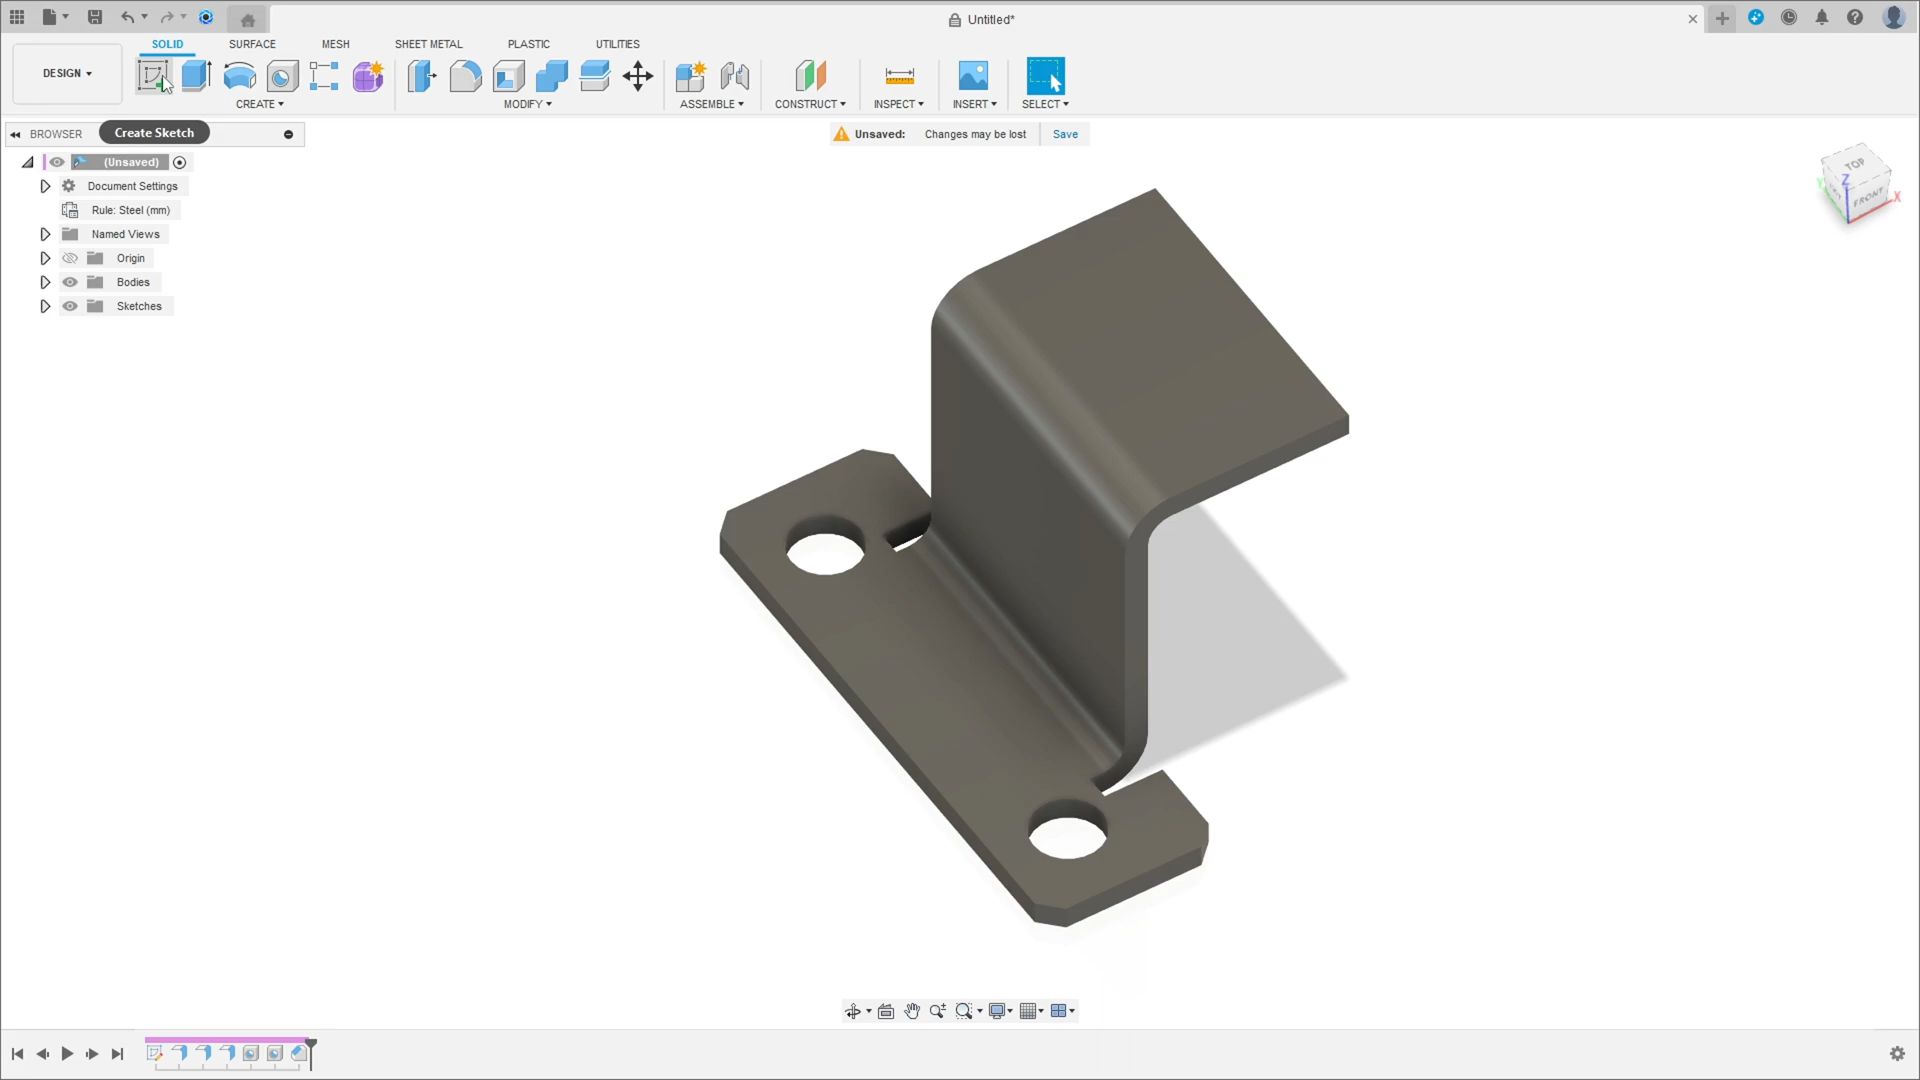 Untitled*
SOLID SURFACE MESH SHEET METAL PLASTIC UTILITIES
DESIGN
CREATE MODIFY ASSEMBLE CONSTRUCT INSPECT INSERT SELECT
BROWSER
Create Sketch
Unsaved: Changes may be lost Save
(Unsaved)
Document Settings
Rule: Steel (mm)
Named Views
Origin
Bodies
Sketches
TOP
FRONT
Z
X
Y